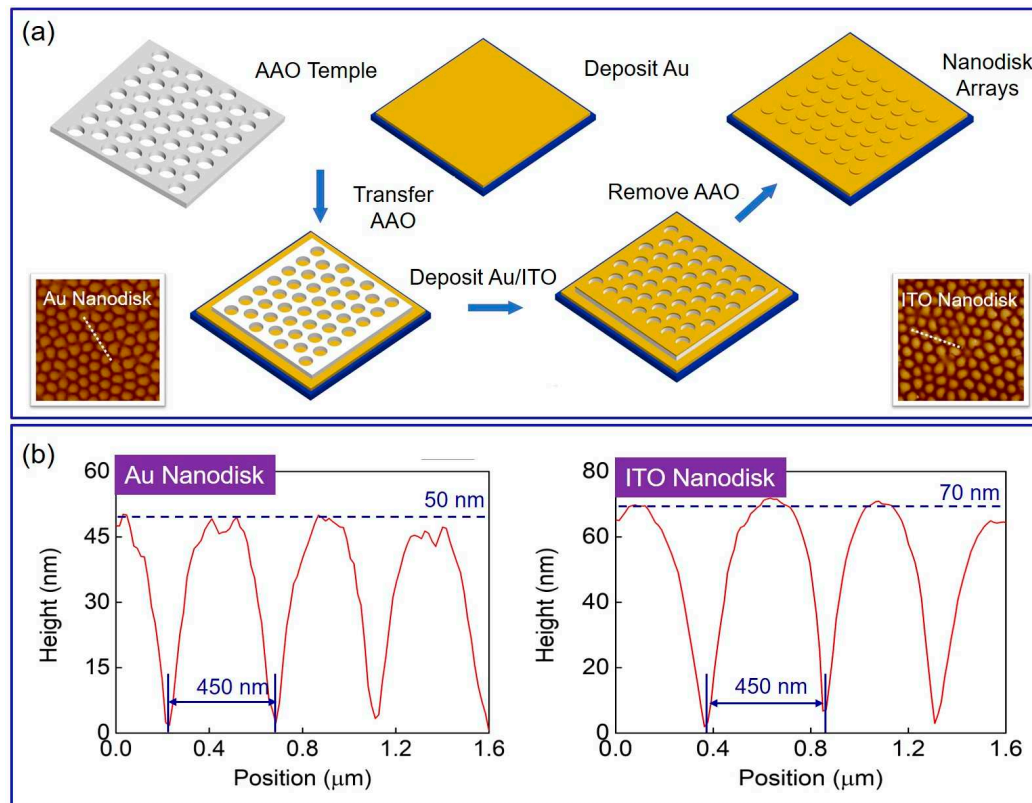 (a)
AAO Temple
Deposit Au
Nanodisk
Arrays
Transfer
AAO
Remove AAO
Deposit Au/ITO
Au Nanodisk
ITO Nanodisk
(b)
Au Nanodisk
50 nm
60
45
30
15
0
Height (nm)
450 nm
0.0
0.4
0.8
1.2
1.6
Position (μm)
ITO Nanodisk
70 nm
80
60
40
20
0
Height (nm)
450 nm
0.0
0.4
0.8
1.2
1.6
Position (μm)